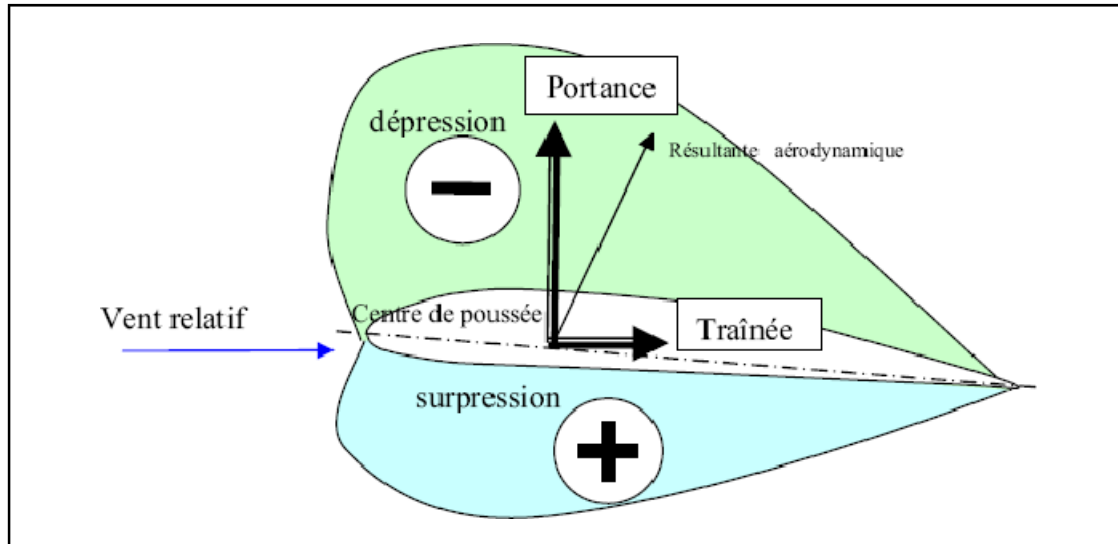 Portance
dépression
Résultante aérodynamique
Centre de poussée
Vent relatif
Traînée
surpression